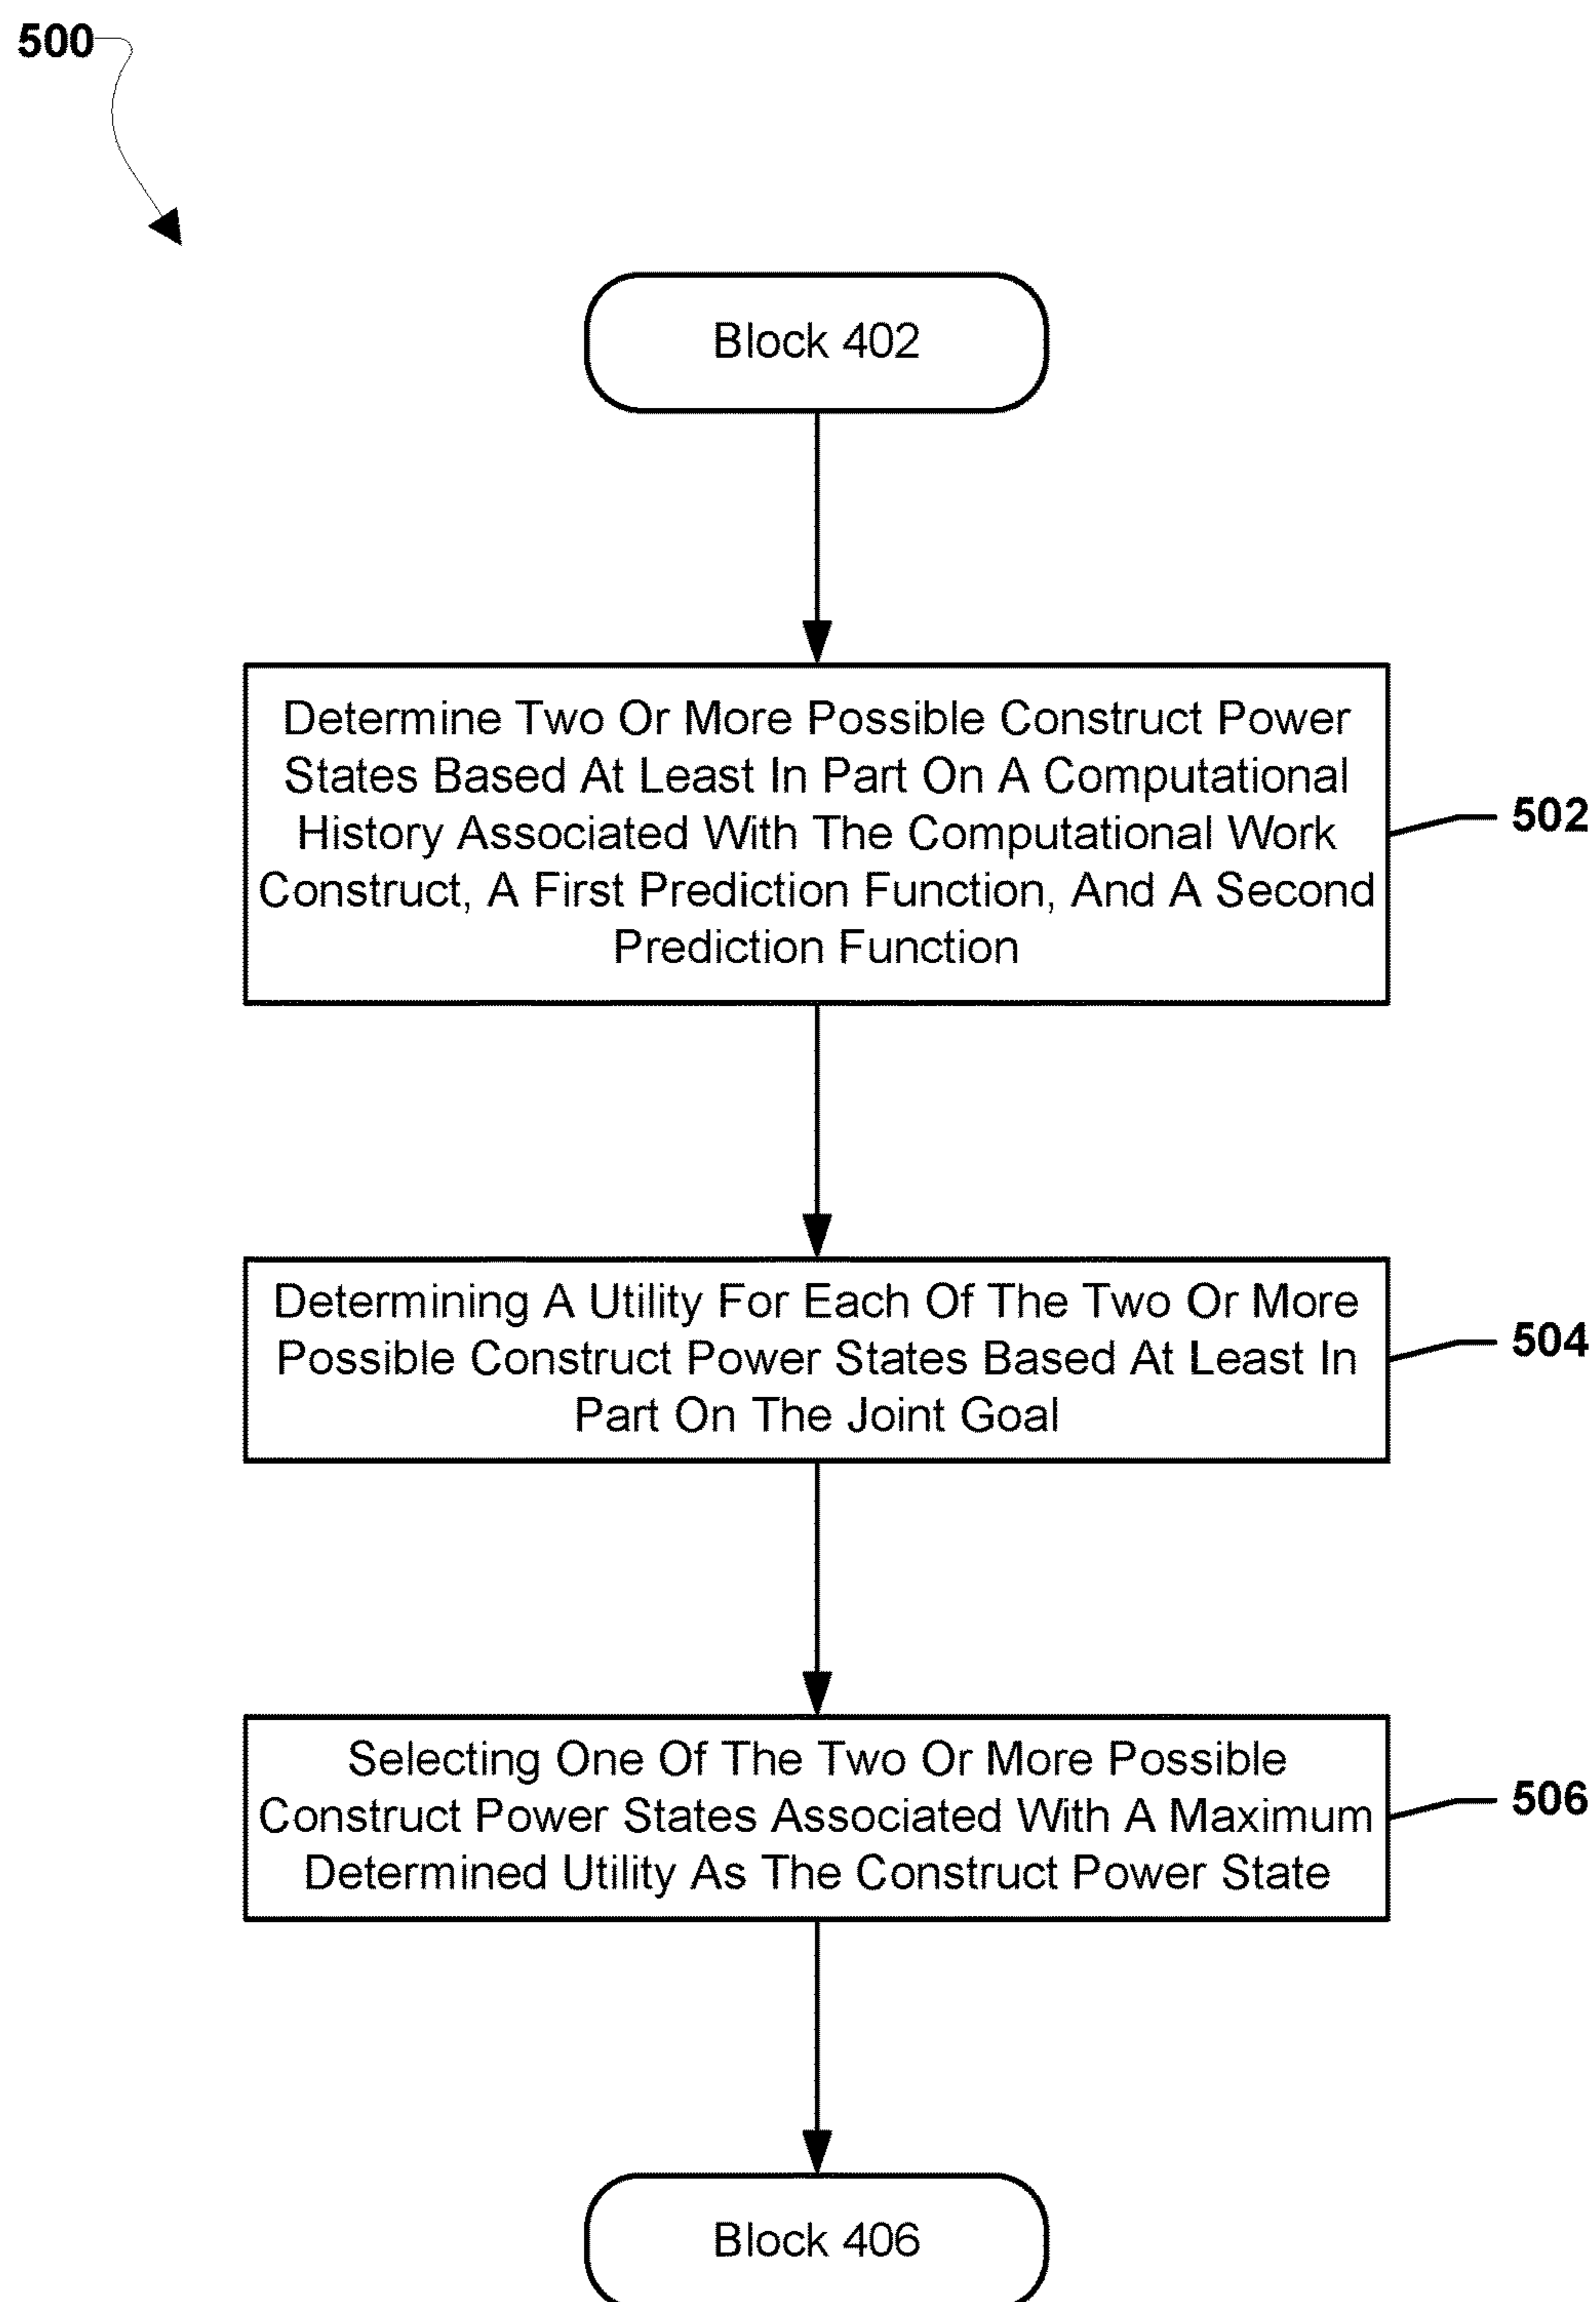 500
Block 402
Determine Two Or More Possible Construct Power
States Based At Least In Part On A Computational
History Associated With The Computational Work
Construct, A First Prediction Function, And A Second
Prediction Function
502
Determining A Utility For Each Of The Two Or More
Possible Construct Power States Based At Least In
Part On The Joint Goal
504
Selecting One Of The Two Or More Possible
Construct Power States Associated With A Maximum
Determined Utility As The Construct Power State
506
Block 406